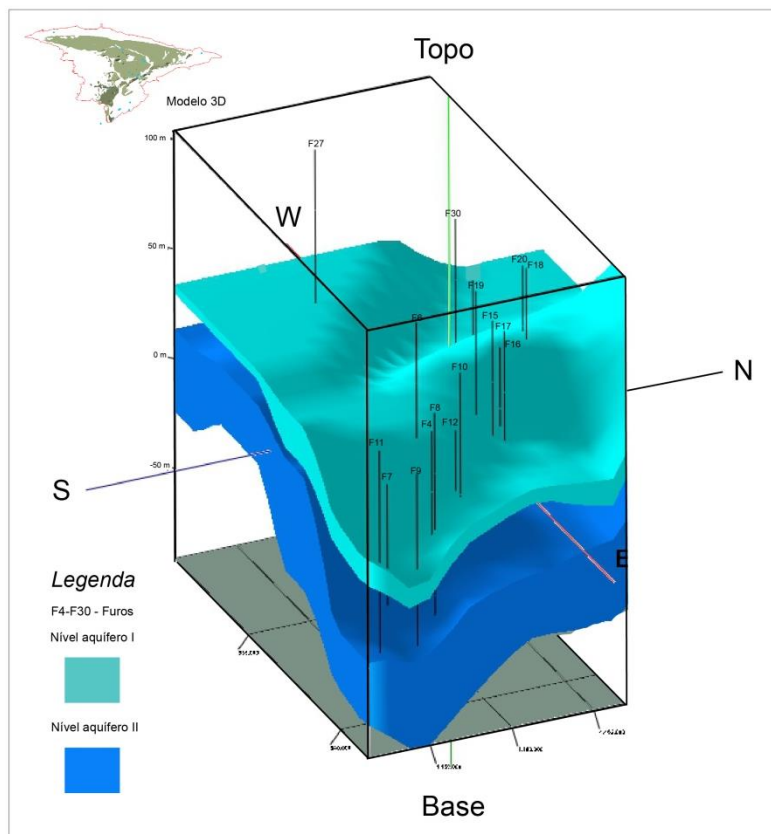 Topo
Modelo 3D
100 m
F27
W
50 m
F30
F20
F18
F19
F6
F15
F17
F16
0 m
F10
N
F8
F4
F12
F11
-50 m
F7
F9
S
E
Legenda
F4-F30 - Furos
Nível aquífero I
Nível aquífero II
Base